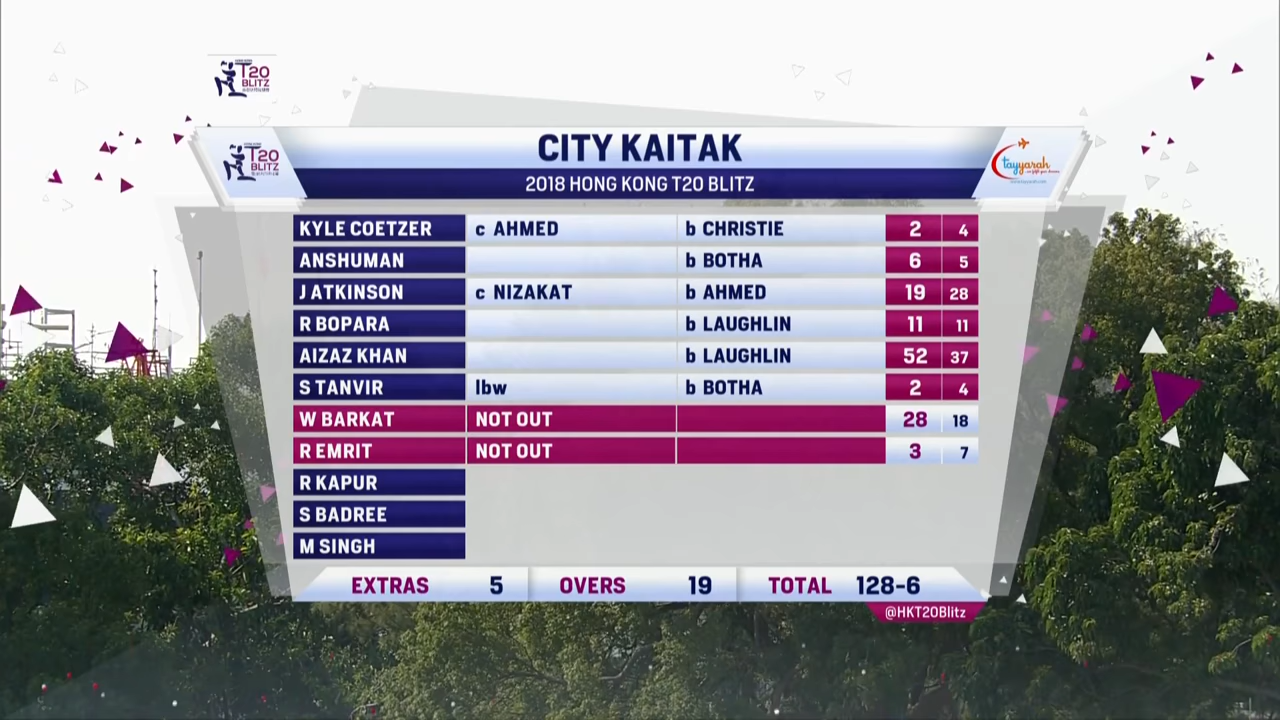 T20
BLITZ
T20
BLITZ
CITY KAITAK
tayyarah
2018 HONG KONG T20 BLITZ
KYLE COETZER c AHMED b CHRISTIE 2 4
ANSHUMAN b BOTHA 6 5
J ATKINSON c NIZAKAT b AHMED 19 28
R BOPARA b LAUGHLIN 11 11
AIZAZ KHAN b LAUGHLIN 52 37
S TANVIR lbw b BOTHA 2 4
W BARKAT NOT OUT 28 18
R EMRIT NOT OUT 3 7
R KAPUR
S BADREE
M SINGH
EXTRAS 5 OVERS 19 TOTAL 128-6
@HKT20Blitz